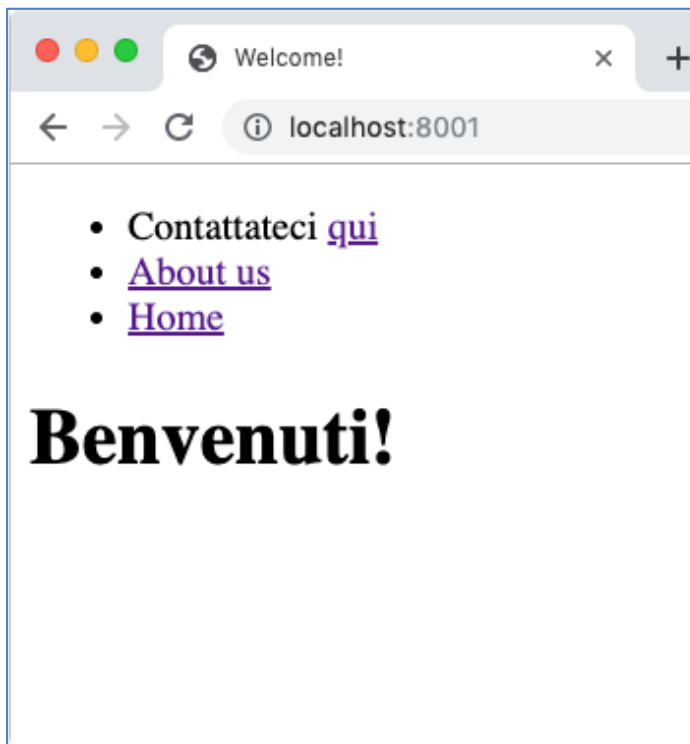 Welcome!
localhost:8001
Contattateci qui
About us
Home
Benvenuti!